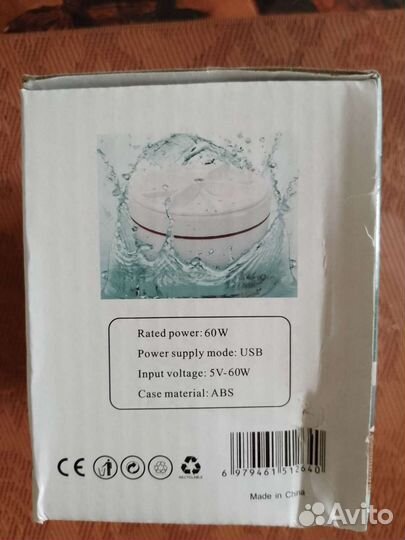 Rated power: 60W
Power supply mode: USB
Input voltage: 5V-60W
Case material: ABS
CE
RECYCLABLE
6 979461 512640
Made in China
Avito